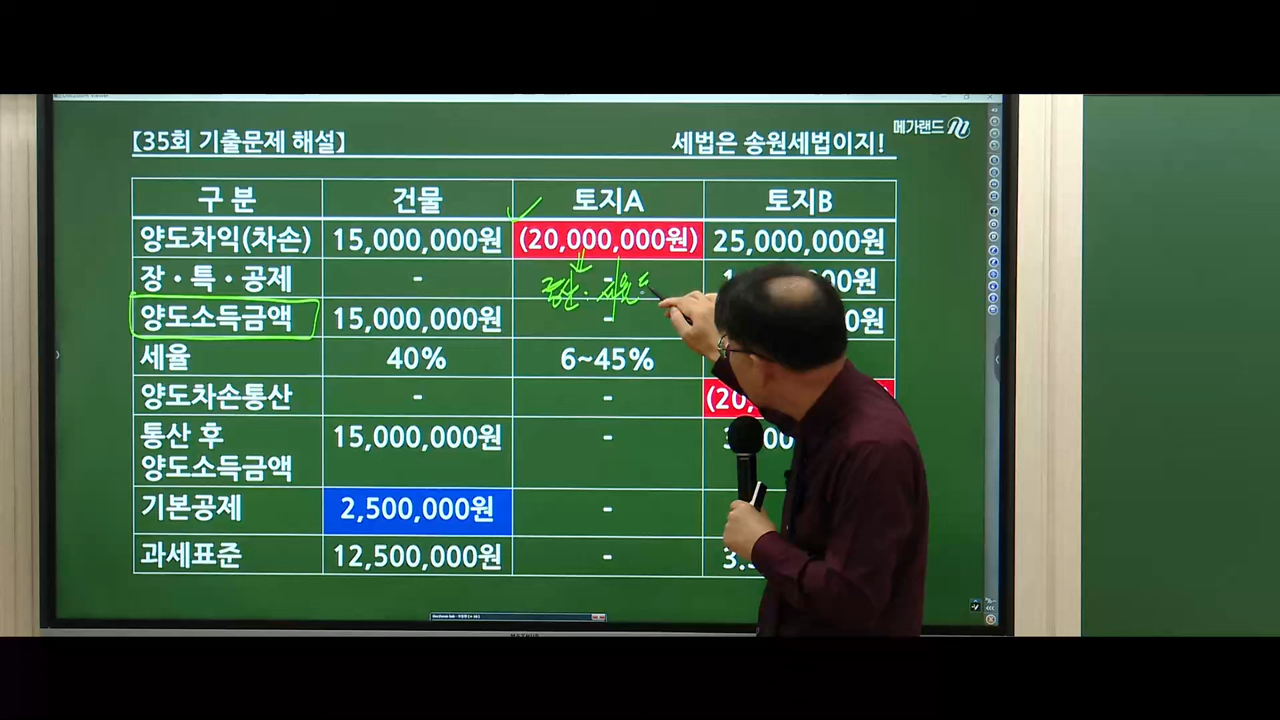 【35회 기출문제 해설】 세법은 송원세법이지! 메가랜드
구 분 건물 토지A 토지B
양도차익(차손) 15,000,000원 (20,000,000원) 25,000,000원
장·특·공제 - -
양도소득금액 15,000,000원 -
세율 40% 6~45%
양도차손통산 - - (20,
통산 후 15,000,000원 -
양도소득금액
기본공제 2,500,000원 -
과세표준 12,500,000원 -